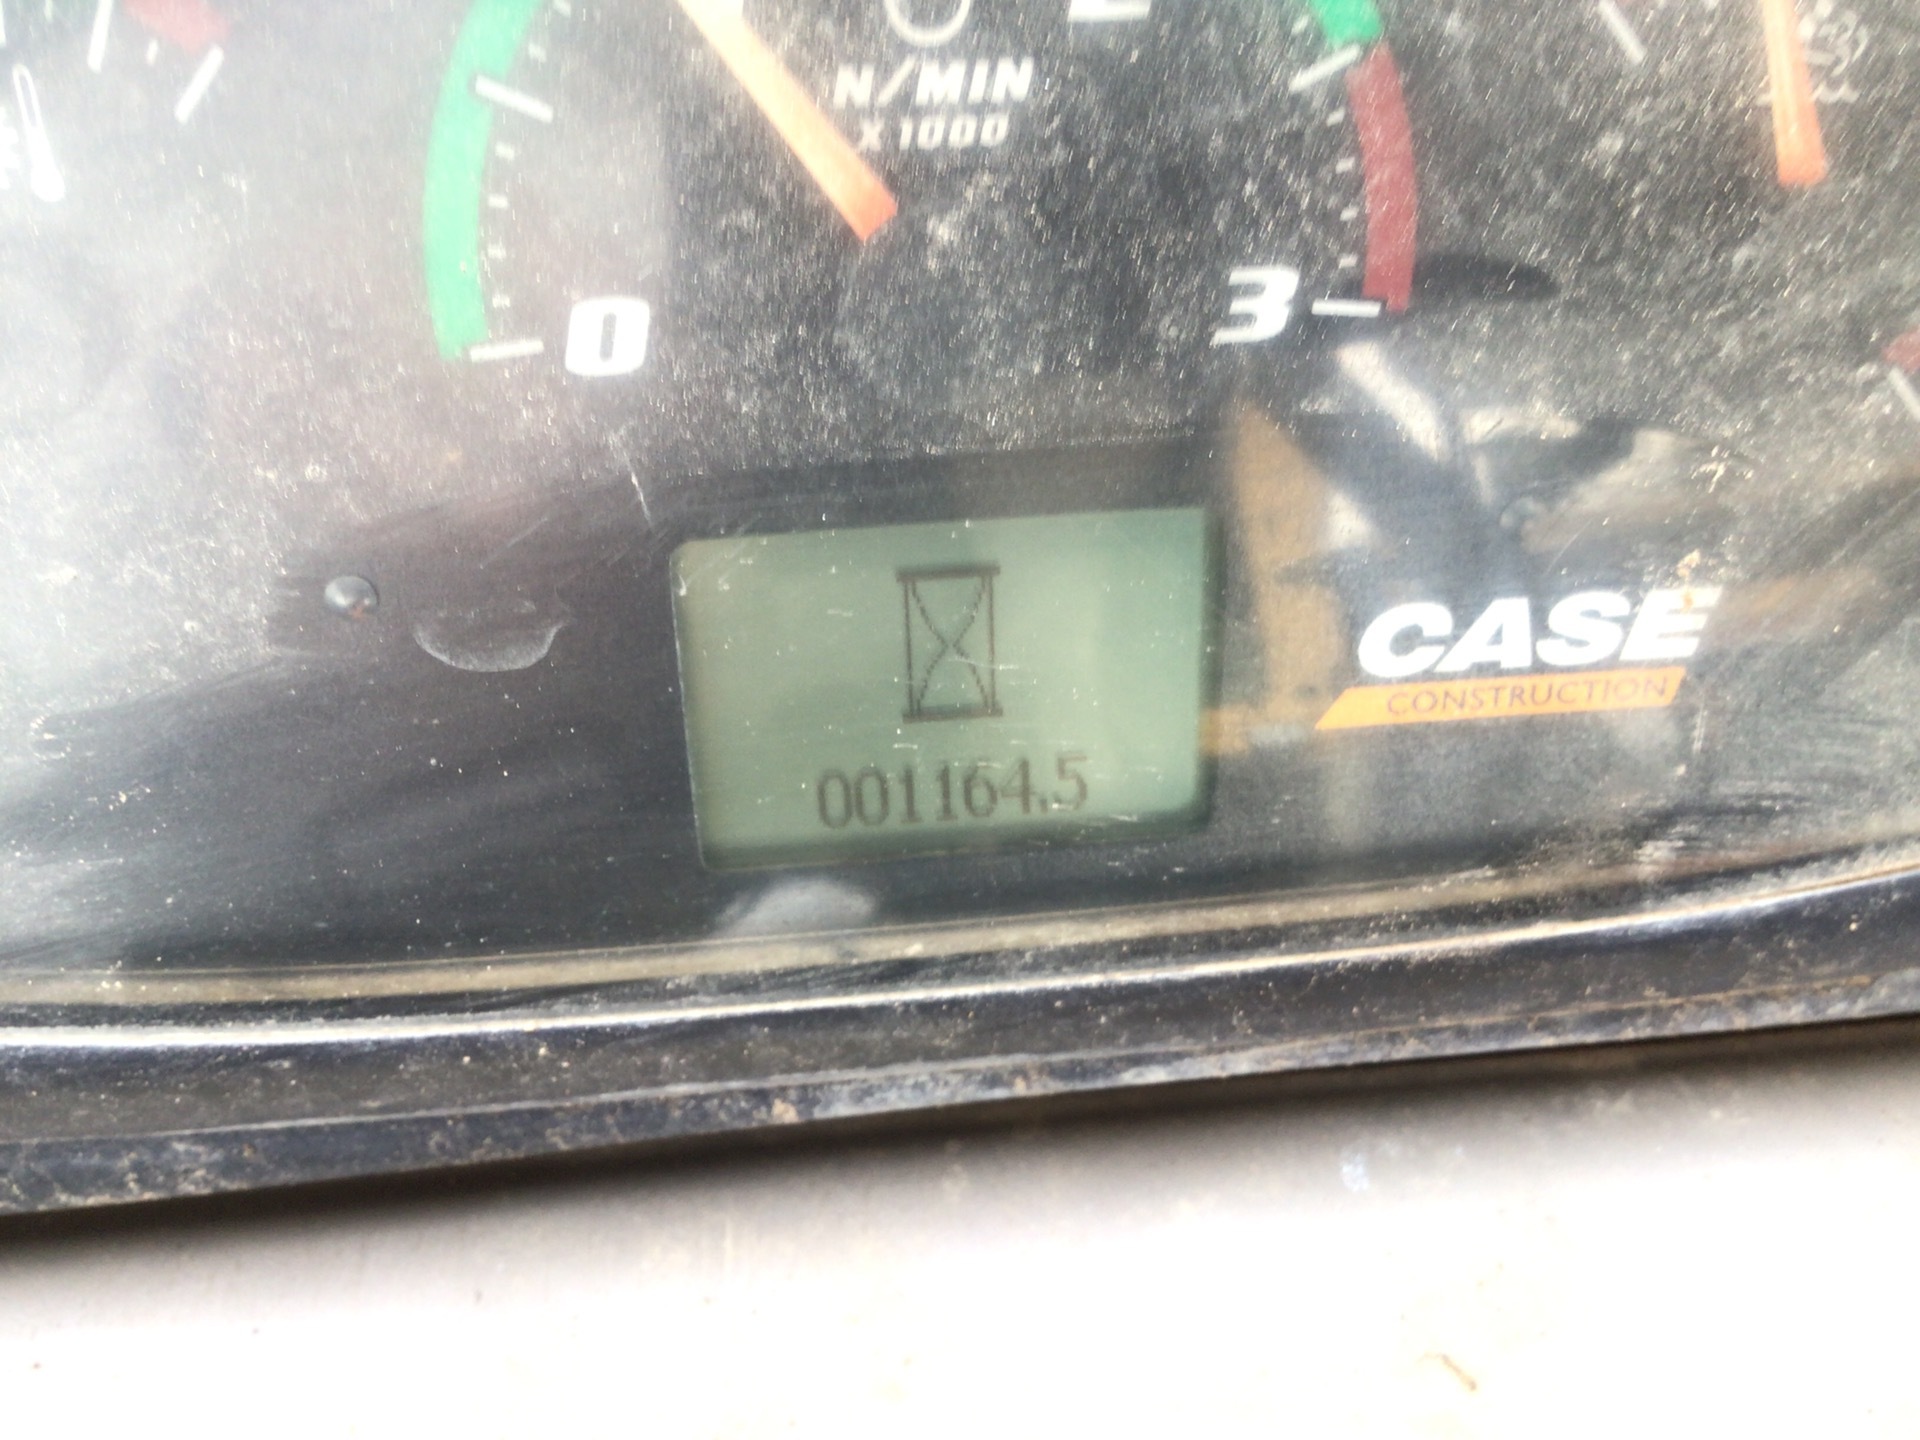 N/MIN
X1000
0
3
CASE
CONSTRUCTION
001164.5